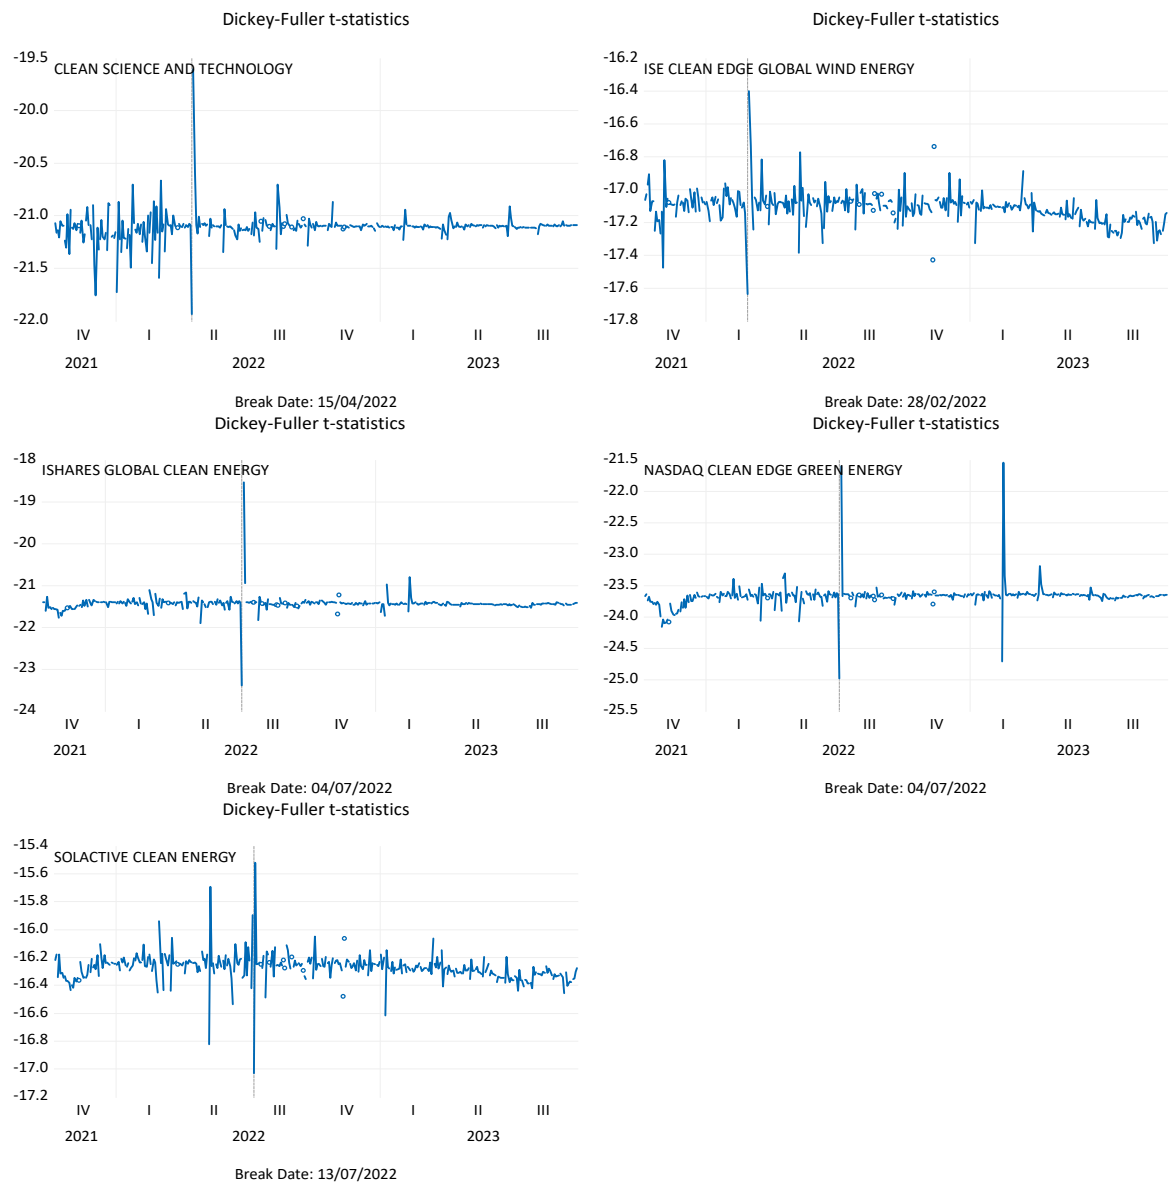 Dickey-Fuller t-statistics
CLEAN SCIENCE AND TECHNOLOGY
-19.5
-20.0
-20.5
-21.0
-21.5
-22.0
IV I II III IV I II III
2021 2022 2023
Break Date: 15/04/2022
Dickey-Fuller t-statistics
ISE CLEAN EDGE GLOBAL WIND ENERGY
-16.2
-16.4
-16.6
-16.8
-17.0
-17.2
-17.4
-17.6
-17.8
IV I II III IV I II III
2021 2022 2023
Break Date: 28/02/2022
Dickey-Fuller t-statistics
ISHARES GLOBAL CLEAN ENERGY
-18
-19
-20
-21
-22
-23
-24
IV I II III IV I II III
2021 2022 2023
Break Date: 04/07/2022
Dickey-Fuller t-statistics
NASDAQ CLEAN EDGE GREEN ENERGY
-21.5
-22.0
-22.5
-23.0
-23.5
-24.0
-24.5
-25.0
-25.5
IV I II III IV I II III
2021 2022 2023
Break Date: 04/07/2022
Dickey-Fuller t-statistics
SOLACTIVE CLEAN ENERGY
-15.4
-15.6
-15.8
-16.0
-16.2
-16.4
-16.6
-16.8
-17.0
-17.2
IV I II III IV I II III
2021 2022 2023
Break Date: 13/07/2022